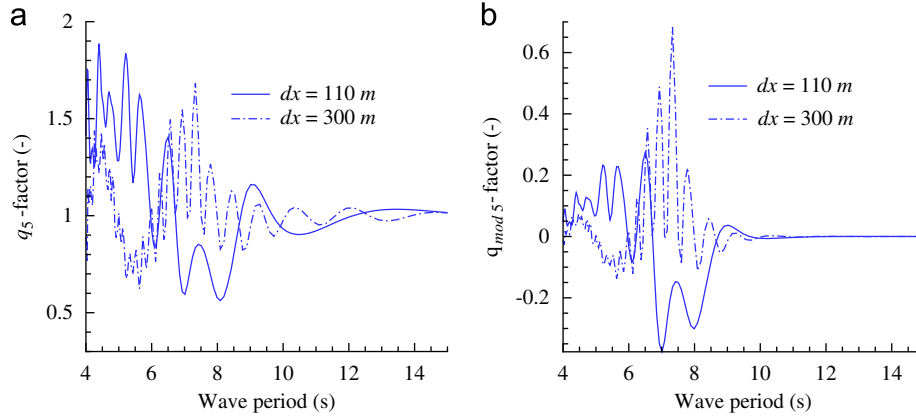 a
b
2
1.5
1
0.5
q5 -factor (-)
dx = 110 m
dx = 300 m
4 6 8 10 12 14
Wave period (s)
0.6
0.4
0.2
0
-0.2
qmod 5- factor (-)
dx = 110 m
dx = 300 m
4 6 8 10 12 14
Wave period (s)